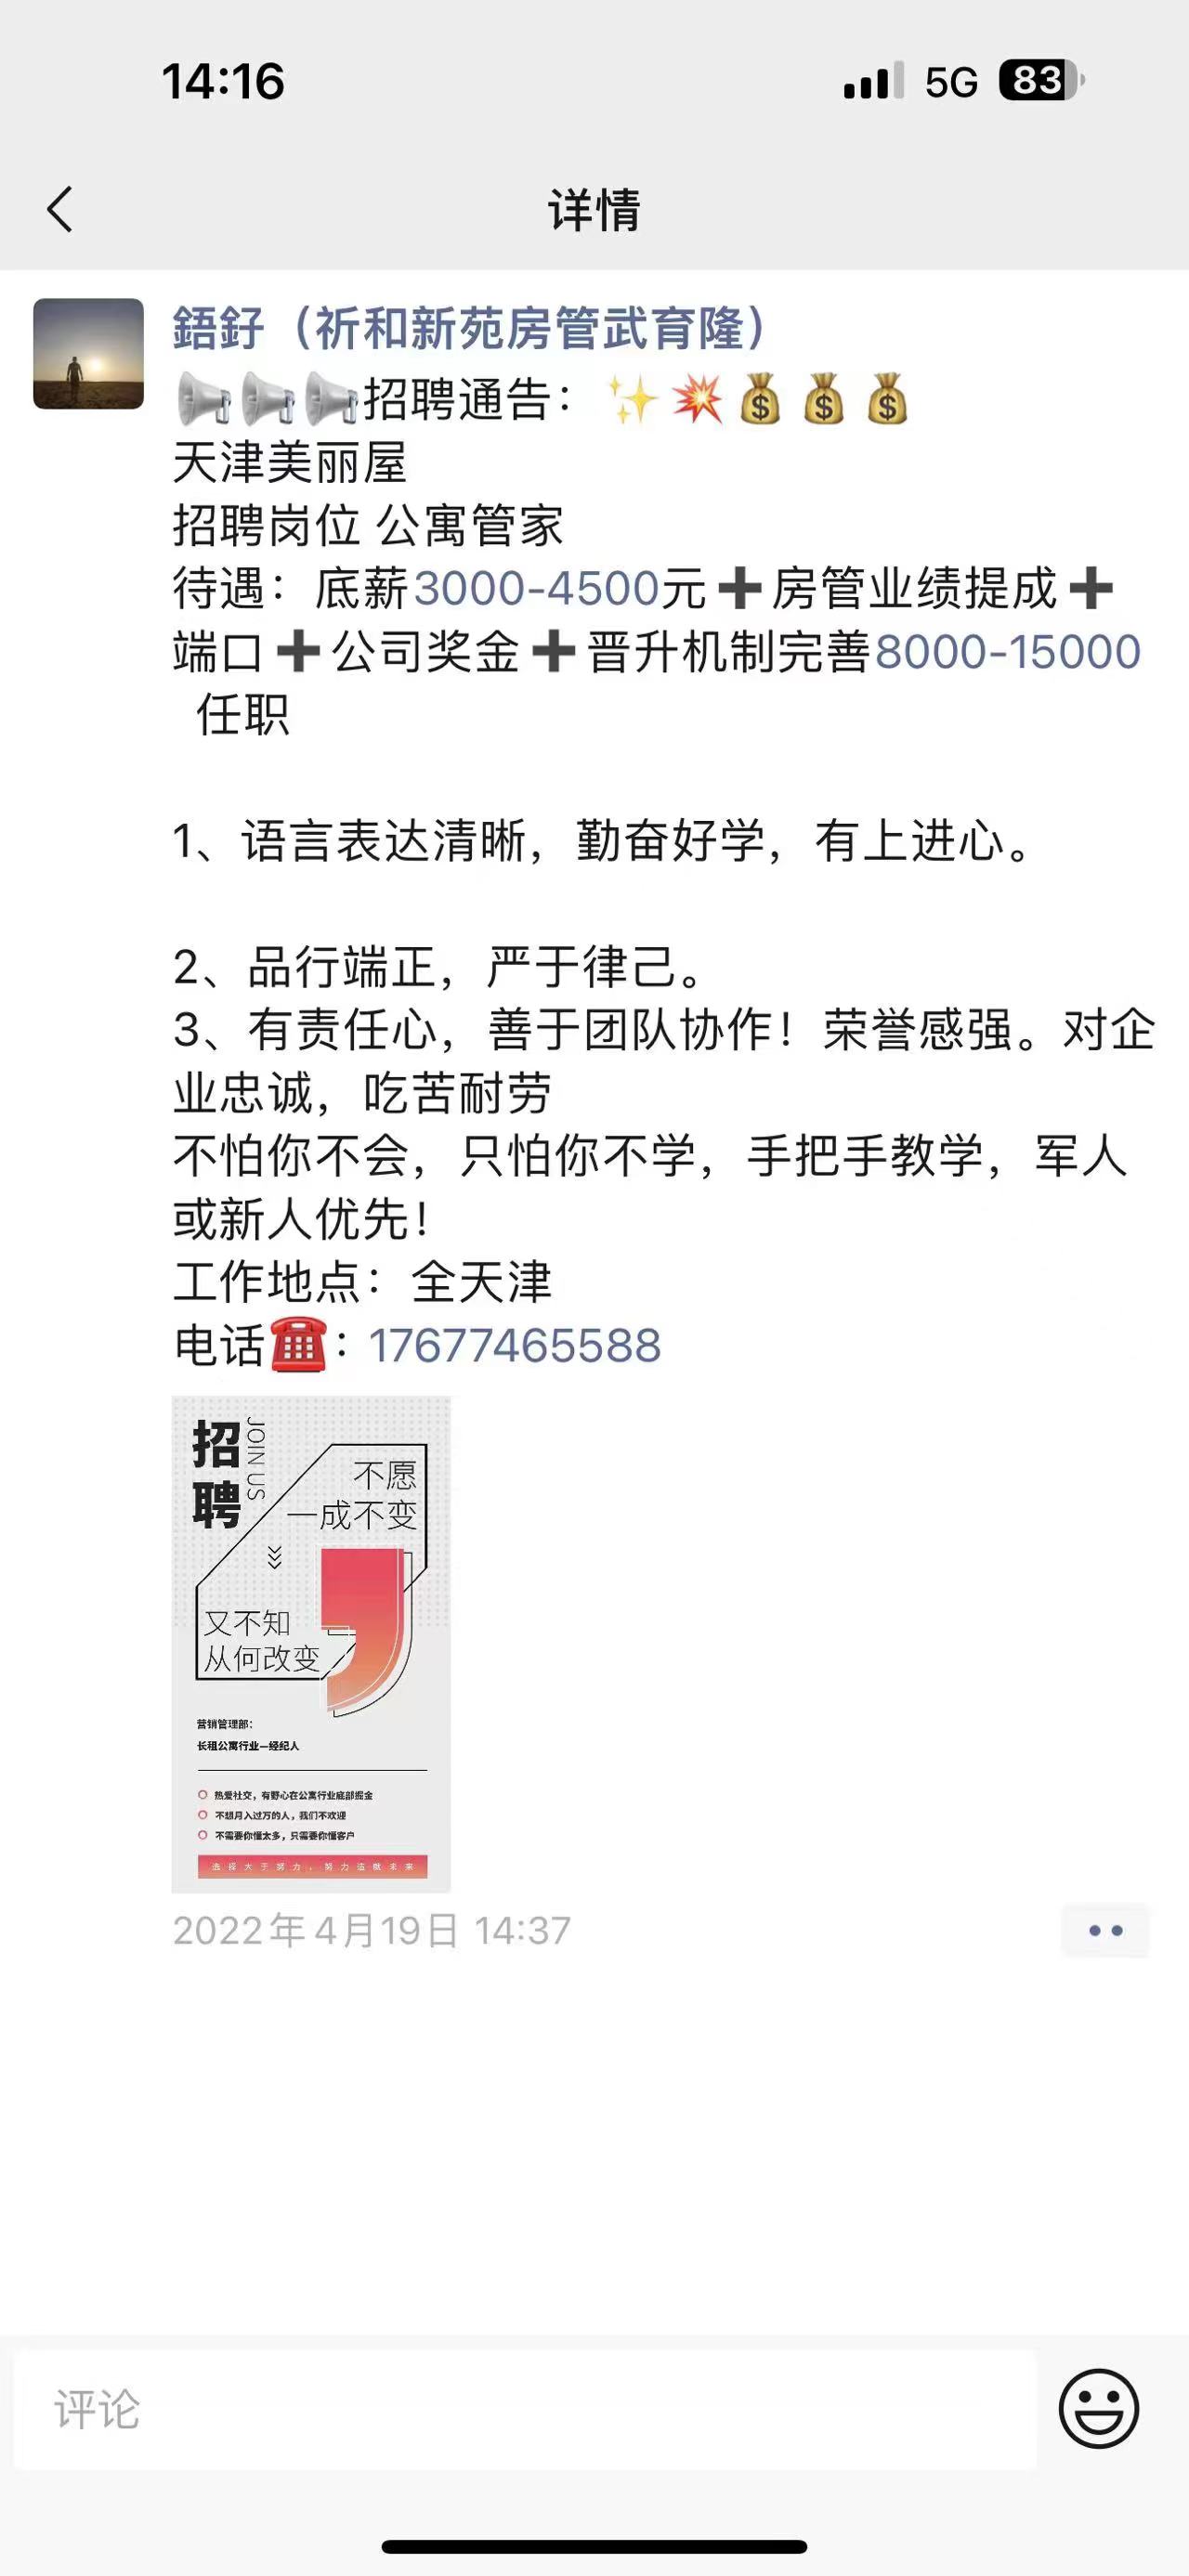 14:16
5G 83
详情
鋙釨（祈和新苑房管武育隆）
📢📢📢招聘通告：✨💥💰💰💰
天津美丽屋
招聘岗位 公寓管家
待遇：底薪3000-4500元➕房管业绩提成➕
端口➕公司奖金➕晋升机制完善8000-15000
任职
1、语言表达清晰，勤奋好学，有上进心。
2、品行端正，严于律己。
3、有责任心，善于团队协作！荣誉感强。对企
业忠诚，吃苦耐劳
不怕你不会，只怕你不学，手把手教学，军人
或新人优先！
工作地点：全天津
电话☎️：17677465588
招聘
JOIN US
不愿
一成不变
又不知
从何改变
营销管理部：
长租公寓行业—经纪人
热爱社交，有野心在公寓行业底部掘金
不想月入过万的人，我们不欢迎
不需要你懂太多，只需要你懂客户
选择大于努力，努力造就未来
2022年4月19日 14:37
评论